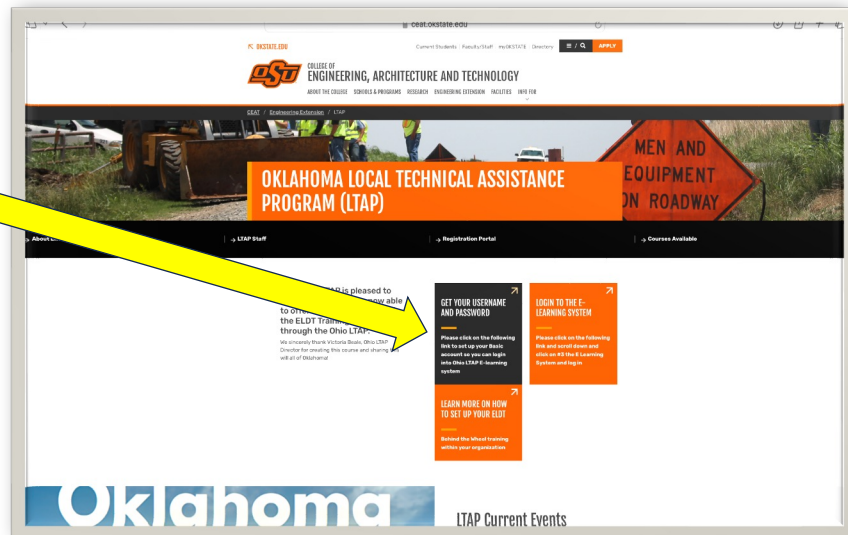 ceat.okstate.edu
OKSTATE.EDU
Current Students Faculty/Staff my.OKSTATE Directory
APPLY
OSU
COLLEGE OF
ENGINEERING, ARCHITECTURE AND TECHNOLOGY
ABOUT THE COLLEGE SCHOOLS & PROGRAMS RESEARCH ENGINEERING EXTENSION FACILITIES INFO FOR
CEAT / Engineering Extension / LTAP
MEN AND
EQUIPMENT
ON ROADWAY
OKLAHOMA LOCAL TECHNICAL ASSISTANCE
PROGRAM (LTAP)
About
→ LTAP Staff
→ Registration Portal
→ Courses Available
is pleased to
now able
to
the ELDT
through the Ohio LTAP.
We sincerely thank Victoria Beale, Ohio LTAP
Director for creating this course and sharing
will all of Oklahoma!
GET YOUR USERNAME
AND PASSWORD
Please click on the following
link to set up your Basic
account so you can login
into Ohio LTAP E-learning
system
LOGIN TO THE E-
LEARNING SYSTEM
Please click on the following
link and scroll down and
click on #3 the E Learning
System and log in
LEARN MORE ON HOW
TO SET UP YOUR ELDT
Behind the Wheel training
within your organization
Oklahoma
LTAP Current Events